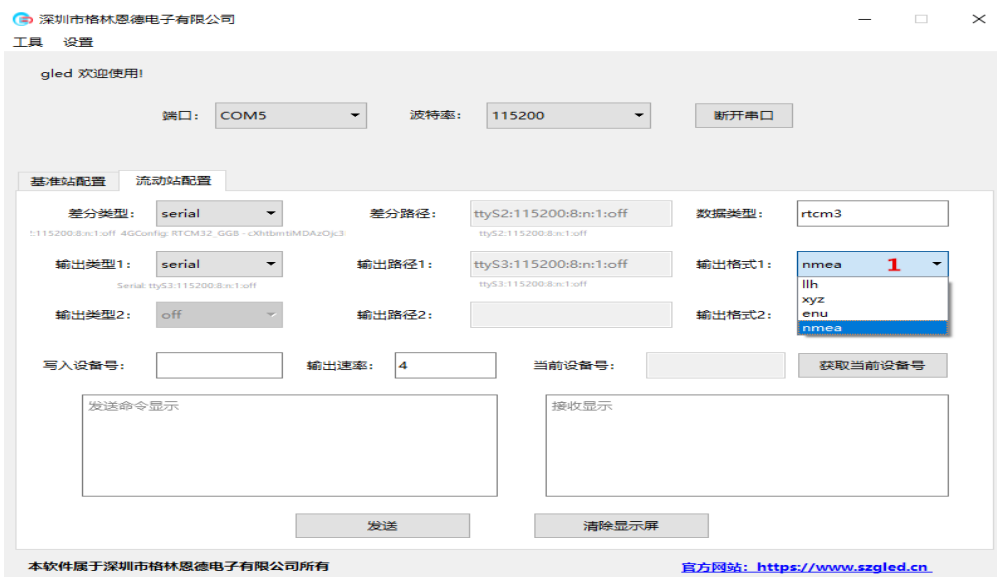 深圳市格林恩德电子有限公司
工具 设置
gled 欢迎使用!
端口: COM5 波特率: 115200 断开串口
基准站配置 流动站配置
差分类型: serial 差分路径: ttyS2:115200:8:n:1:off 数据类型: rtcm3
:115200:8:n:1:off 4GConfig: RTCM32_GGB - ttyS2:115200:8:n:1:off
输出类型1: serial 输出路径1: ttyS3:115200:8:n:1:off 输出格式1: nmea 1
Serial: ttyS3:115200:8:n:1:off ttyS3:115200:8:n:1:off
llh
xyz
输出类型2: off 输出路径2: 输出格式2: enu
nmea
写入设备号: 输出速率: 4 当前设备号: 获取当前设备号
发送命令显示 接收显示
发送 清除显示屏
本软件属于深圳市格林恩德电子有限公司所有 官方网站: https://www.szgled.cn